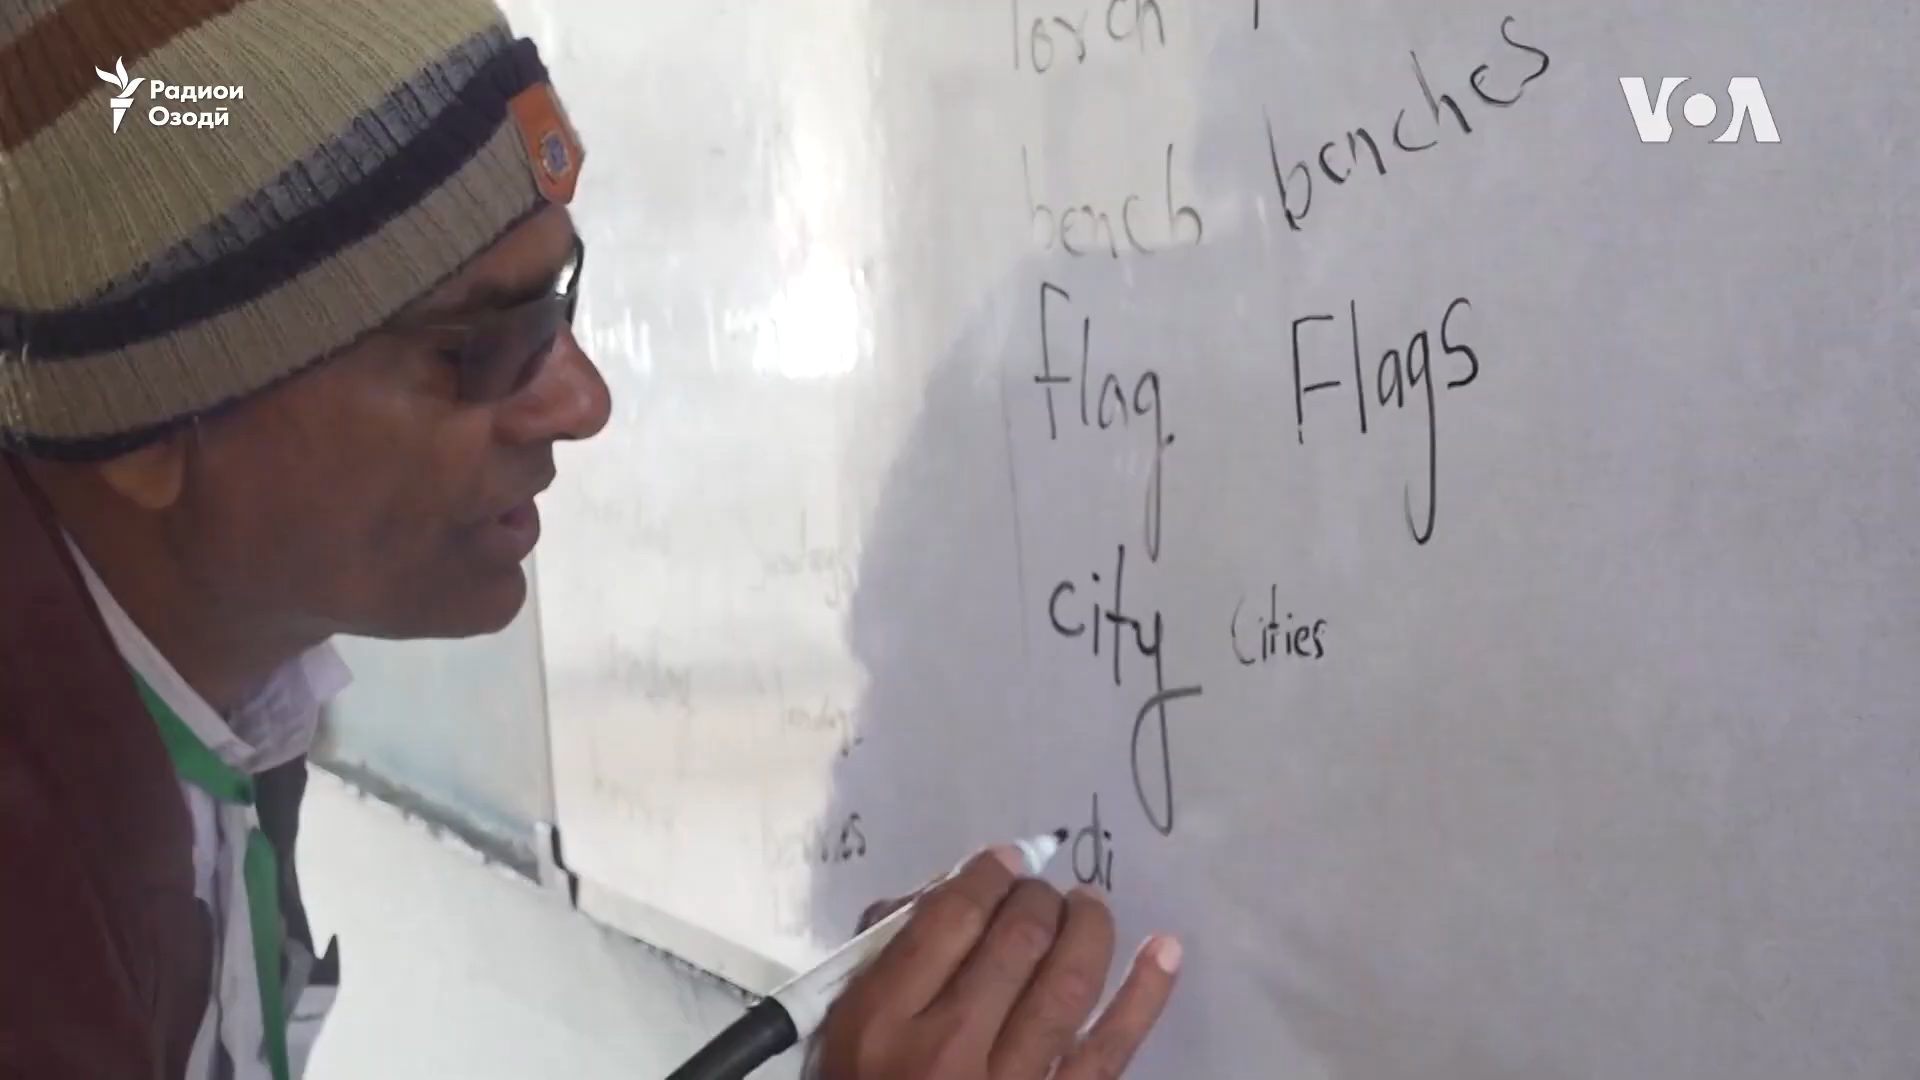 Радиои
Озодӣ
VOA
torch
bench benches
flag Flags
city cities
di